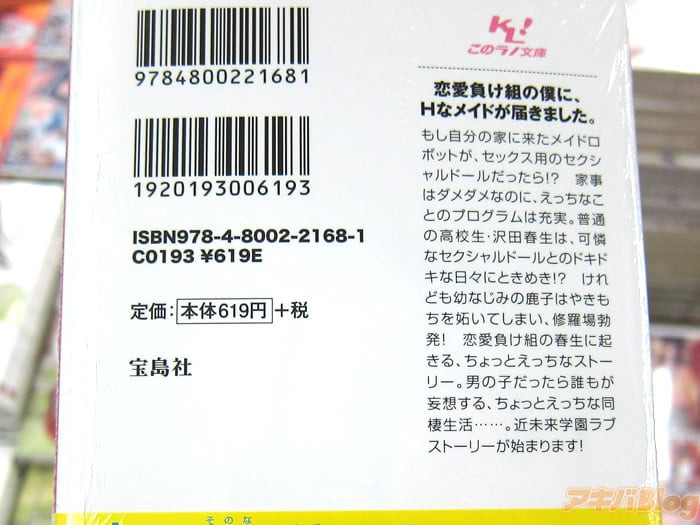 9784800221681
1920193006193
ISBN978-4-8002-2168-1
C0193 ¥619E
定価：本体619円+税
宝島社
KL!
このラノ文庫
恋愛負け組の僕に、
Hなメイドが届きました。
もし自分の家に来たメイドロ
ボットが、セックス用のセクシ
ャルドールだったら!? 家事
はダメダメなのに、えっちなこ
とのプログラムは充実。普通
の高校生・沢田春生は、可憐
なセクシャルドールとのドキド
キな日々にときめき!? けれ
ども幼なじみの鹿子はやきも
ちを妬いてしまい、修羅場勃
発! 恋愛負け組の春生に起
きる、ちょっとえっちなストー
リー。男の子だったら誰もが
妄想する、ちょっとえっちな同
棲生活……。近未来学園ラブ
ストーリーが始まります!
そのな
アキバBlog